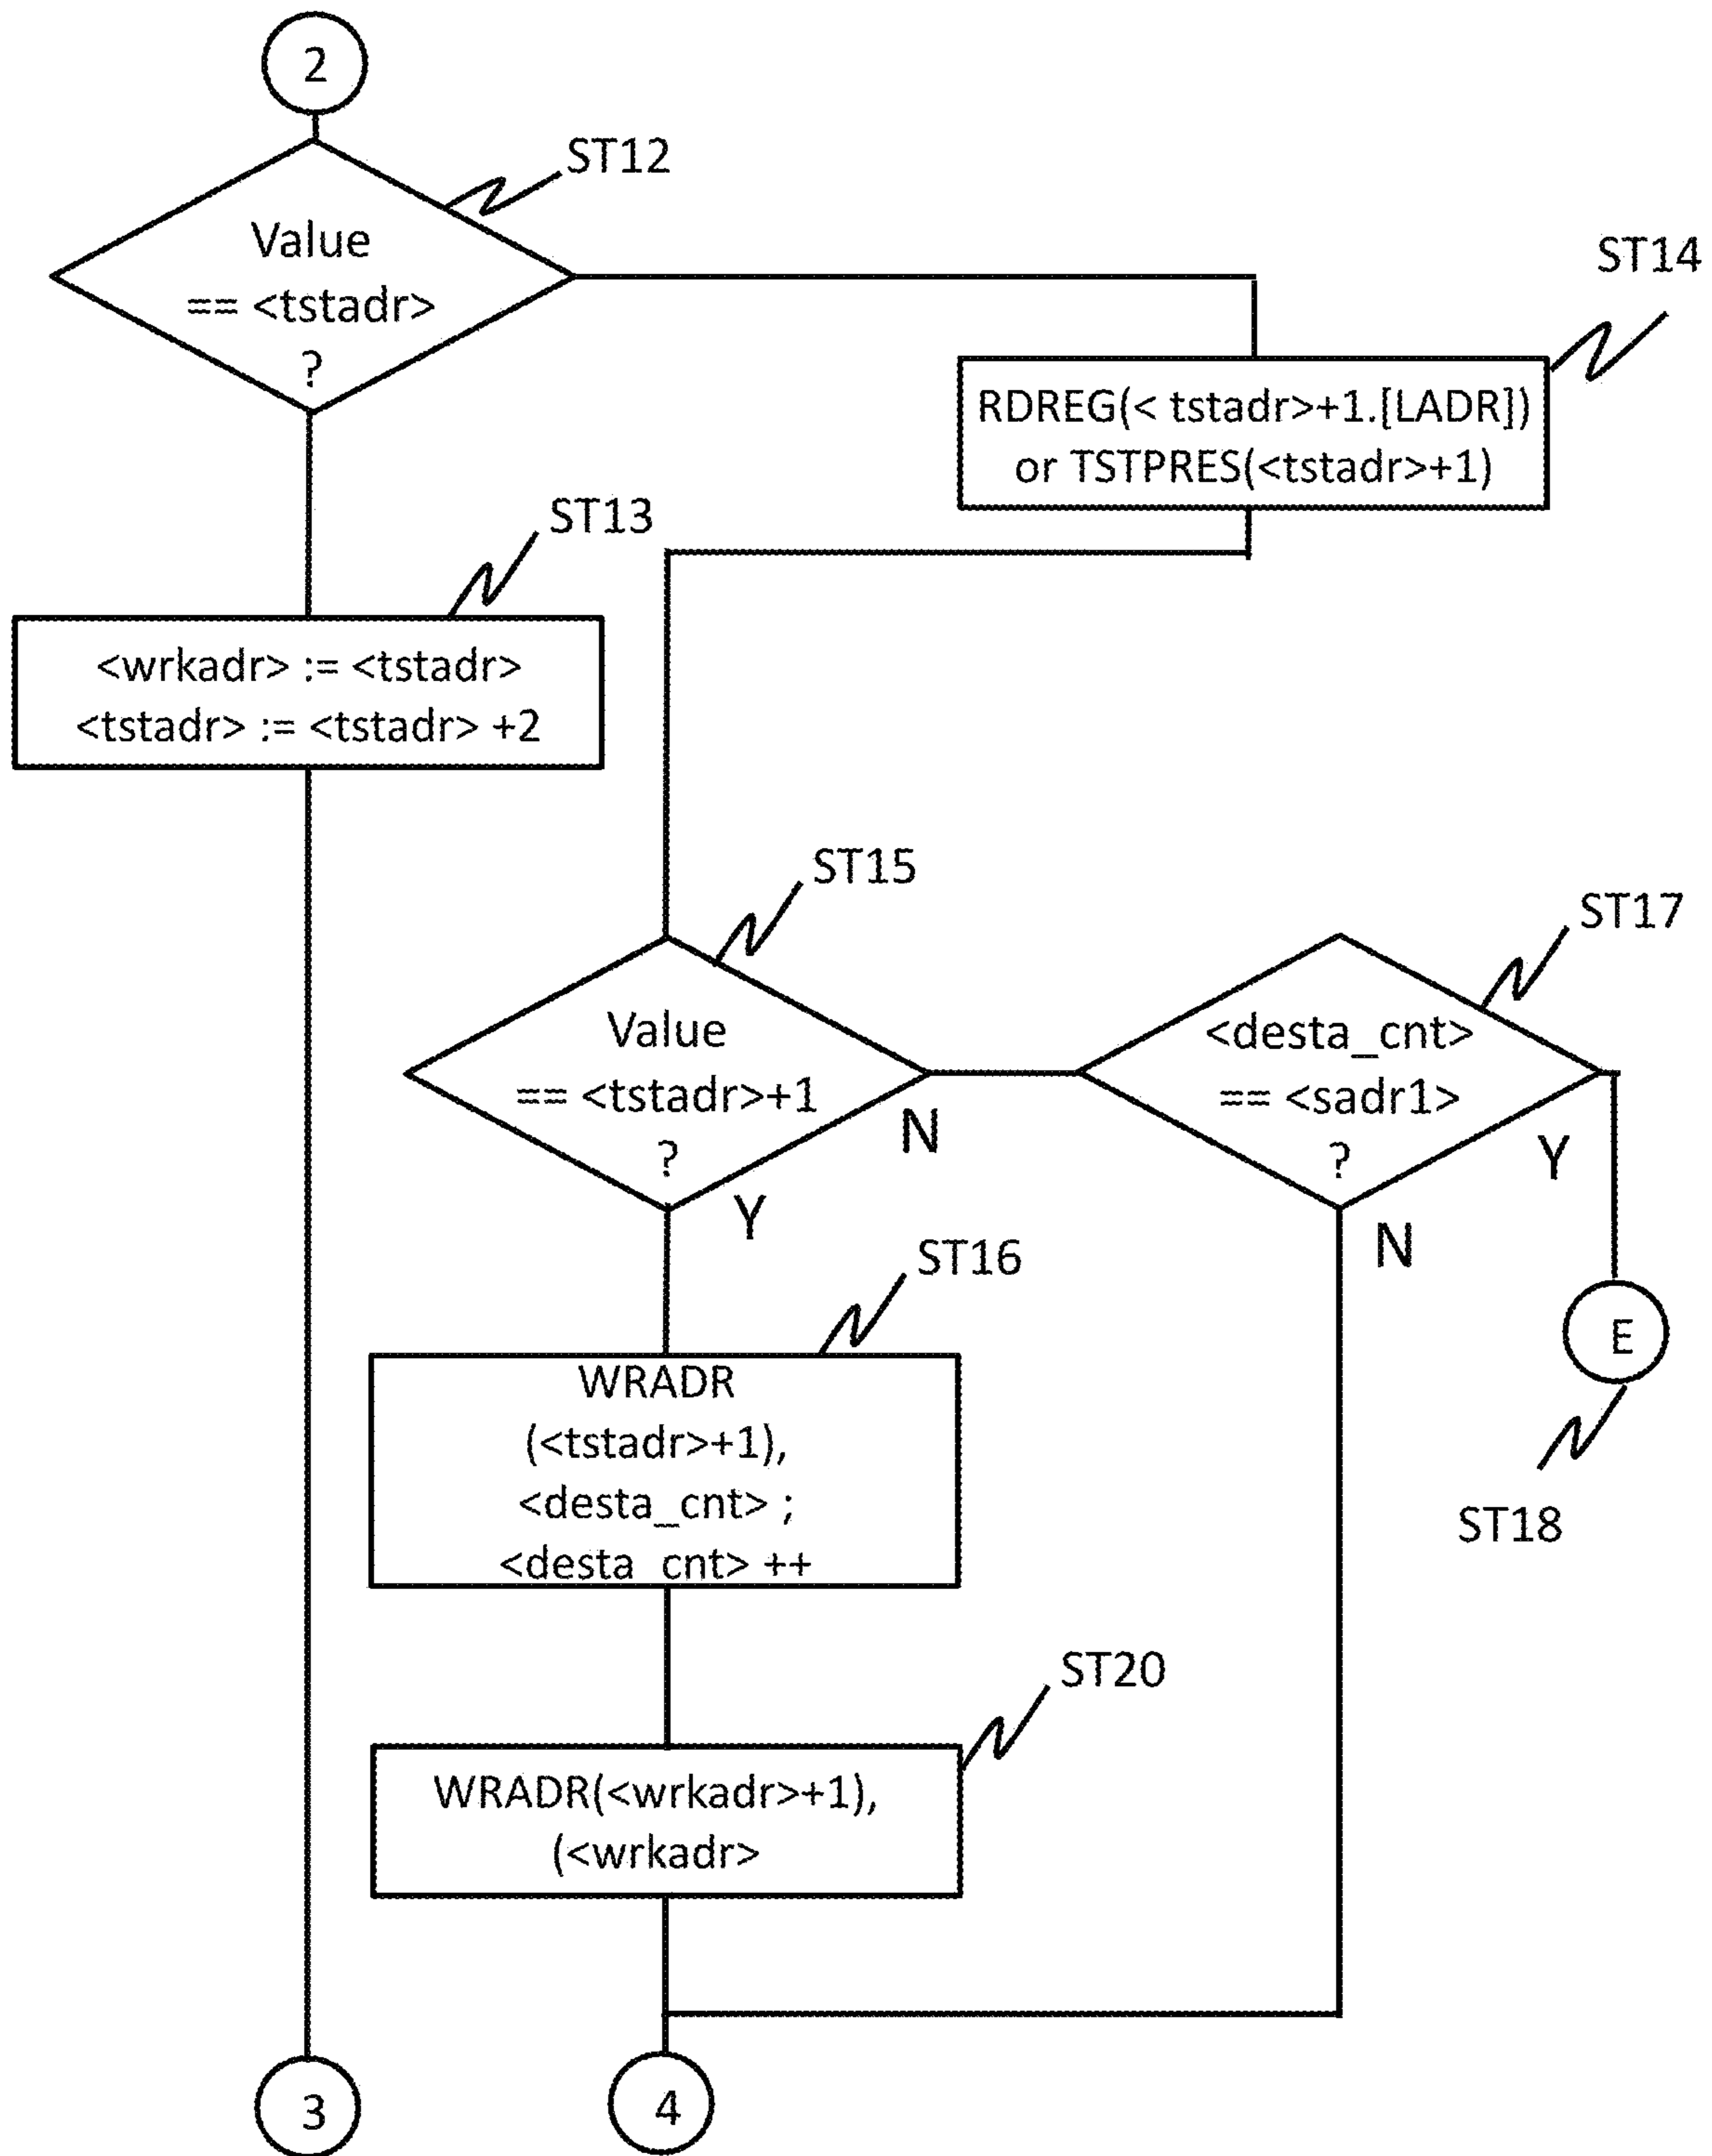 2
ST12
Value
== <tstadr>
?
ST14
RDREG(< tstadr>+1.[LADR])
or TSTPRES(<tstadr>+1)
ST13
<wrkadr> := <tstadr>
<tstadr> := <tstadr> +2
ST15
Value
== <tstadr>+1
?
N
Y
ST17
<desta_cnt>
== <sadr1>
?
Y
N
E
ST18
ST16
WRADR
(<tstadr>+1),
<desta_cnt> ;
<desta cnt> ++
ST20
WRADR(<wrkadr>+1),
(<wrkadr>
3
4